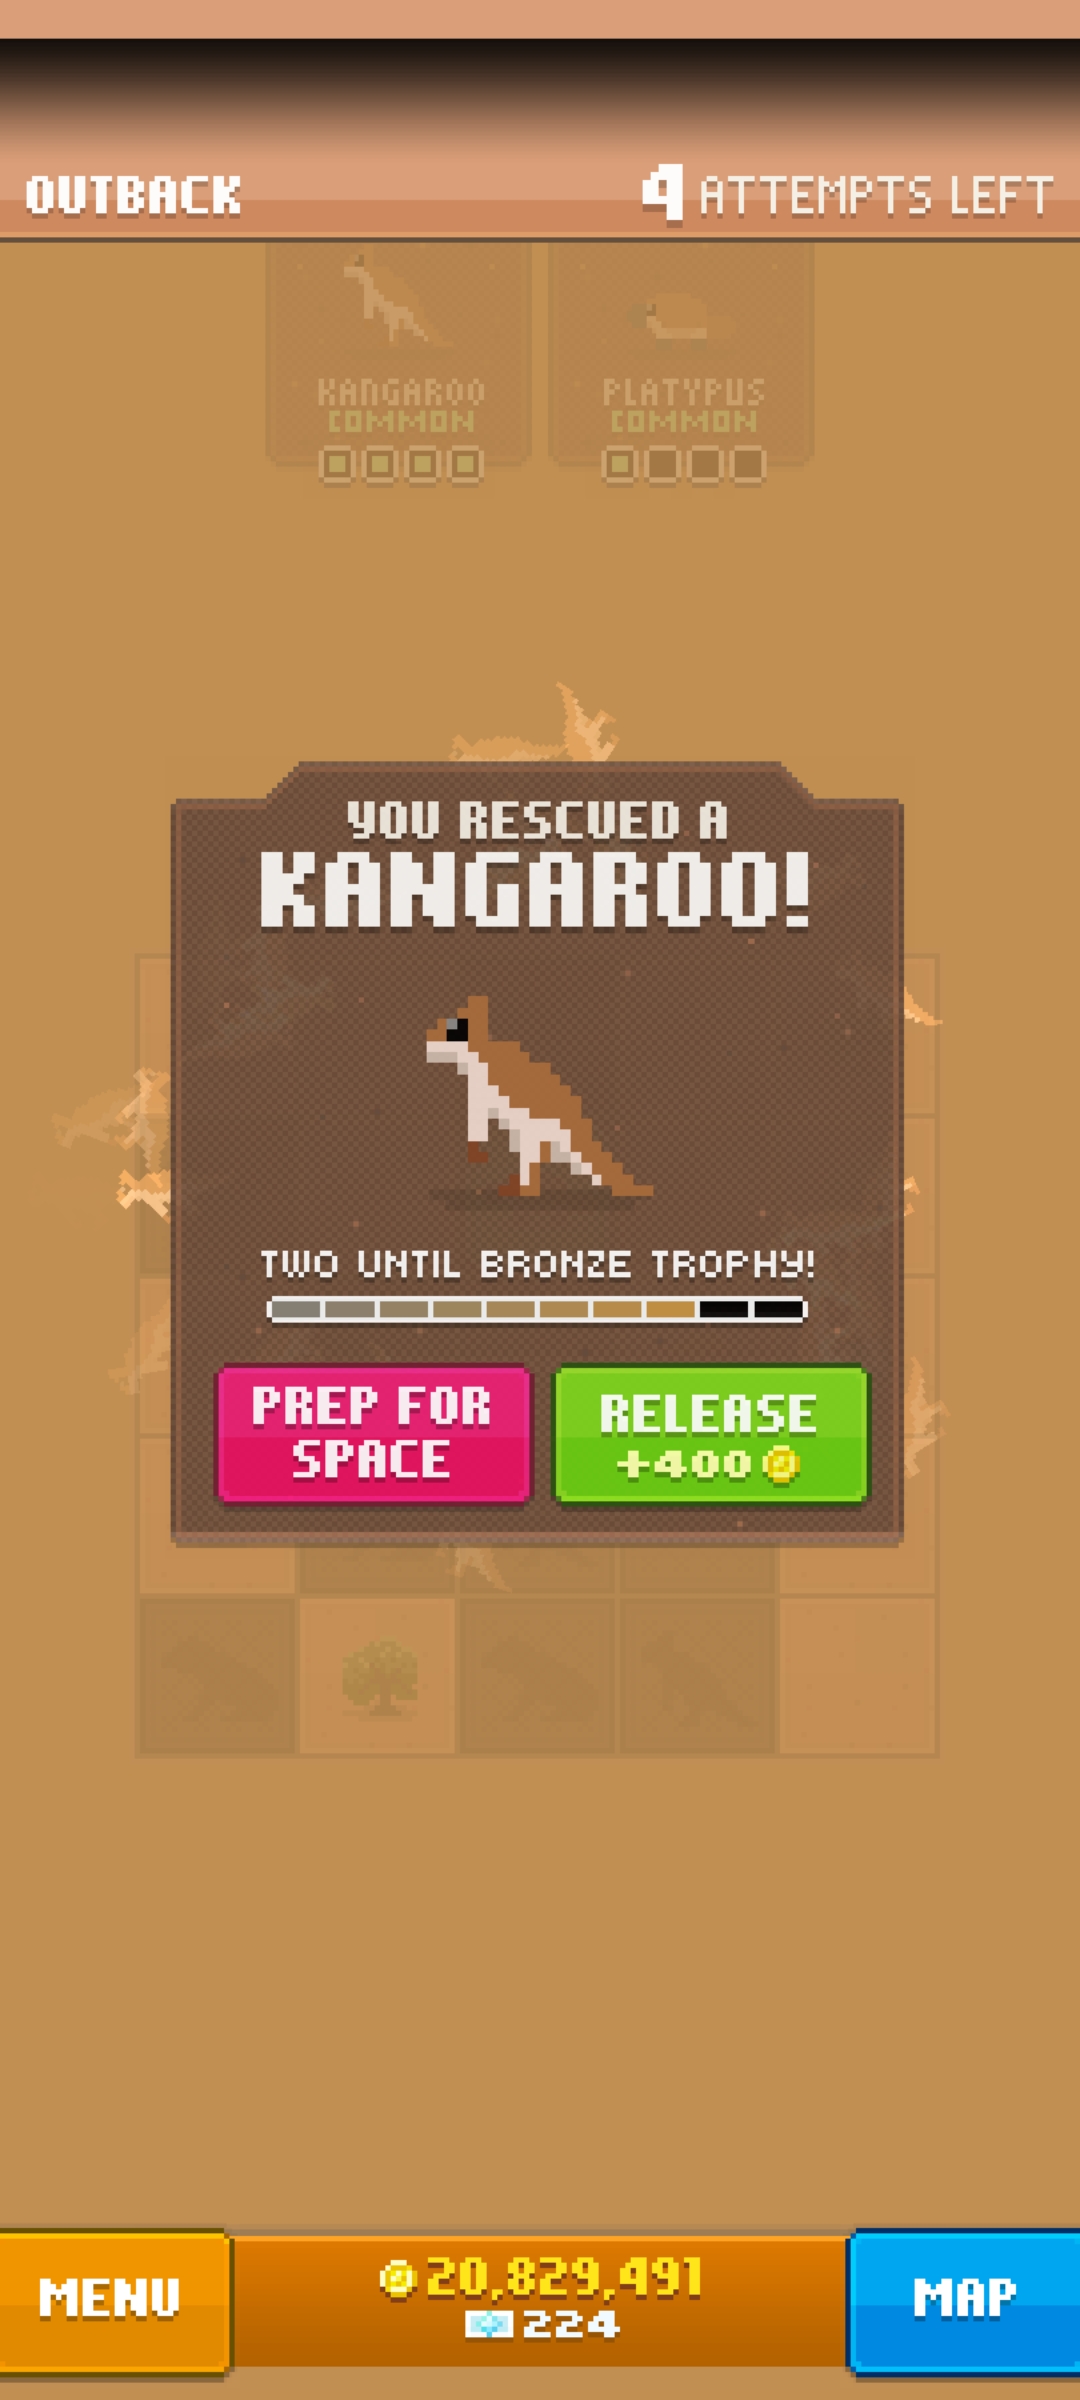 OUTBACK
4 ATTEMPTS LEFT
KANGAROO
COMMON
PLATYPUS
COMMON
YOU RESCUED A
KANGAROO!
TWO UNTIL BRONZE TROPHY!
PREP FOR
SPACE
RELEASE
+400
MENU
20,829,491
224
MAP